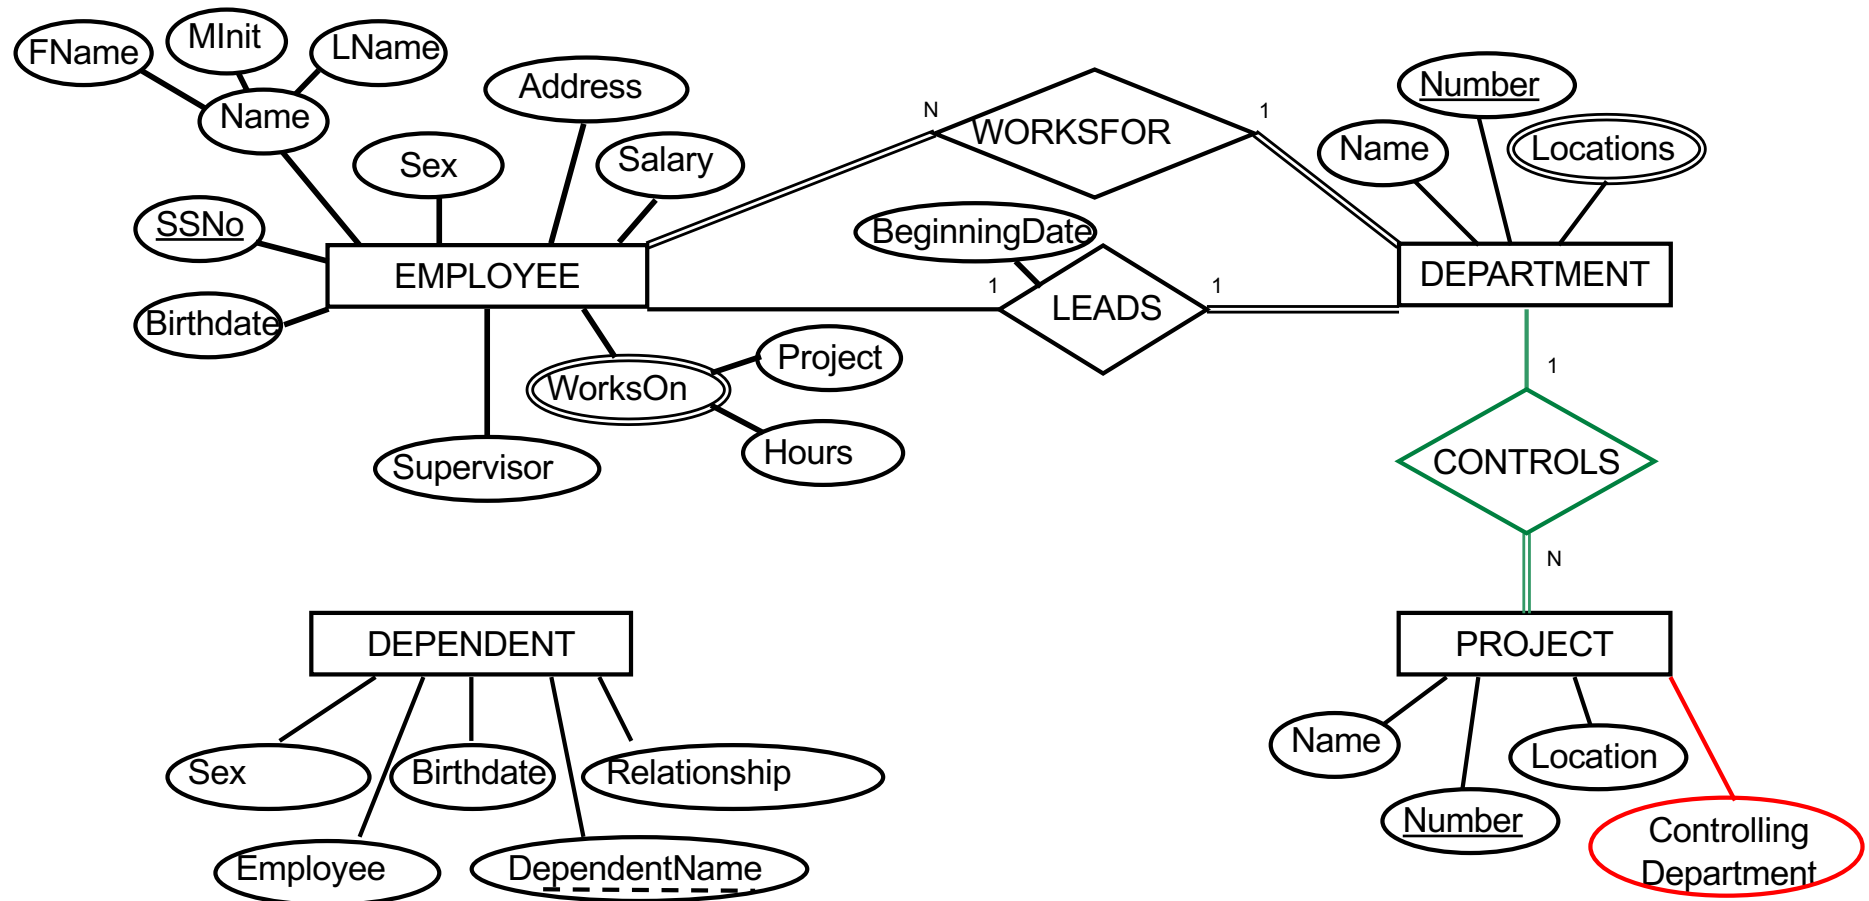 FName
MInit
LName
Name
Address
Sex
Salary
SSNo
Birthdate
EMPLOYEE
Supervisor
WorksOn
Project
Hours
N
WORKSFOR
1
BeginningDate
1
LEADS
1
Number
Name
Locations
DEPARTMENT
1
CONTROLS
N
DEPENDENT
Sex
Birthdate
Relationship
Employee
DependentName
PROJECT
Name
Location
Number
Controlling
Department